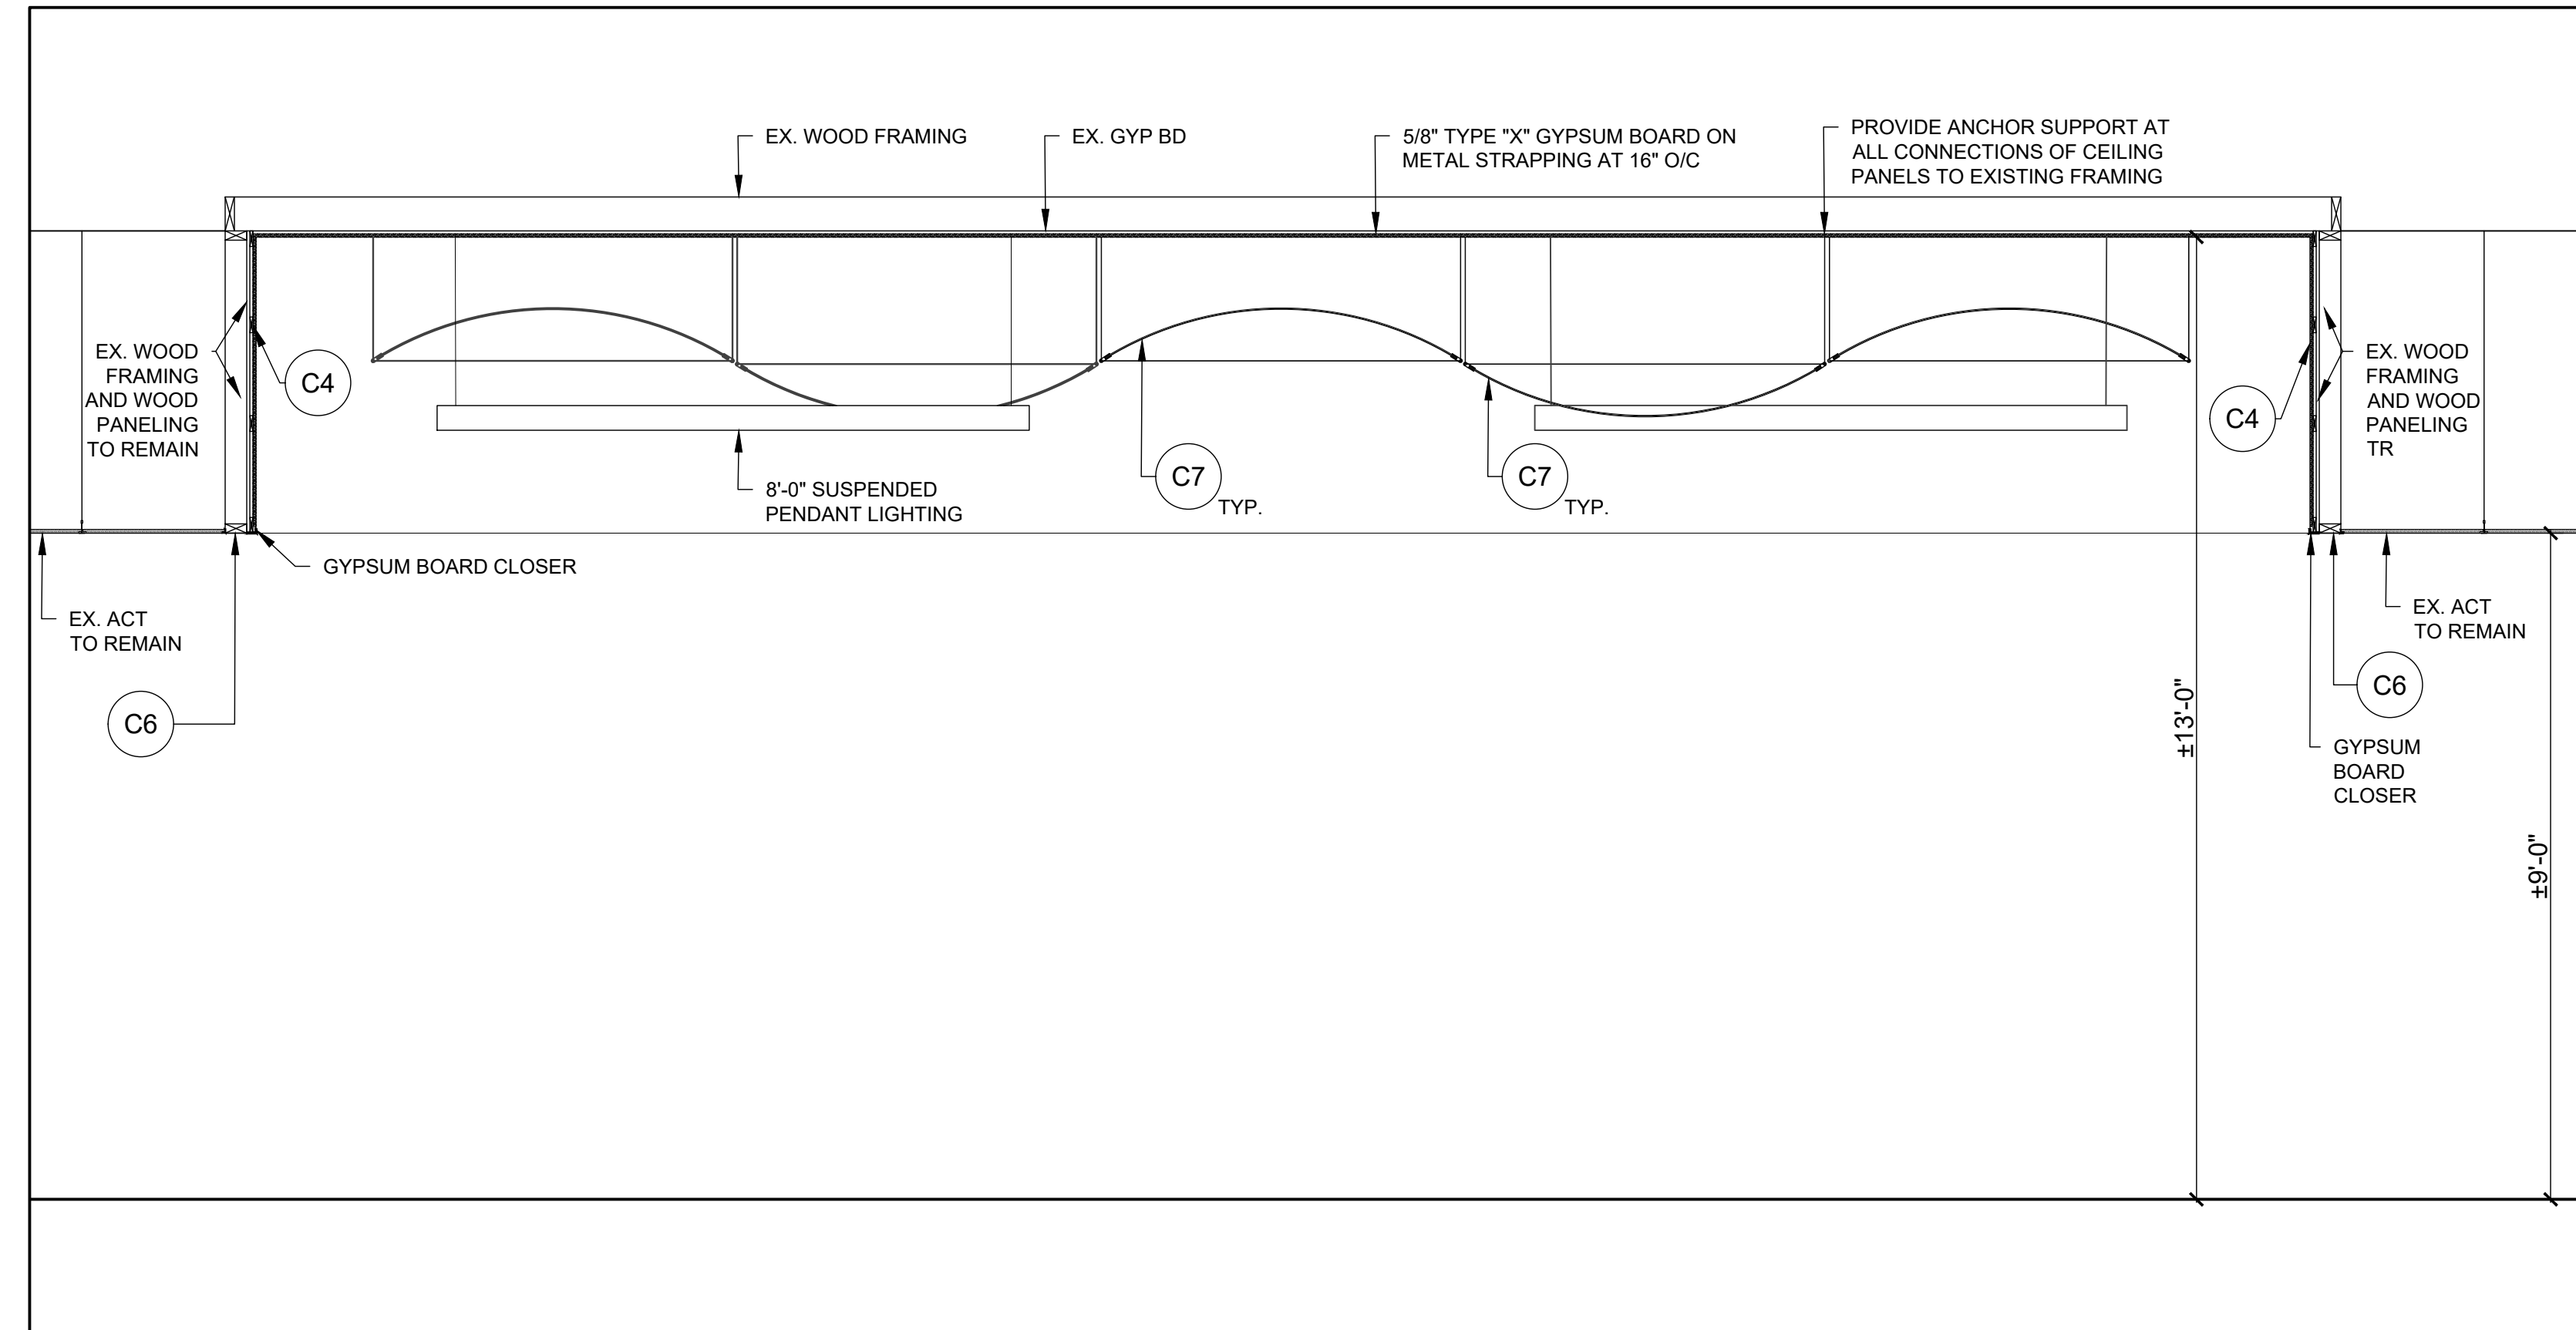 EX. WOOD FRAMING
EX. GYP BD
5/8" TYPE "X" GYPSUM BOARD ON
METAL STRAPPING AT 16" O/C
PROVIDE ANCHOR SUPPORT AT
ALL CONNECTIONS OF CEILING
PANELS TO EXISTING FRAMING
EX. WOOD
FRAMING
AND WOOD
PANELING
TO REMAIN
C4
C4
EX. WOOD
FRAMING
AND WOOD
PANELING
TR
8'-0" SUSPENDED
PENDANT LIGHTING
C7
TYP.
C7
TYP.
GYPSUM BOARD CLOSER
EX. ACT
TO REMAIN
C6
EX. ACT
TO REMAIN
C6
GYPSUM
BOARD
CLOSER
±13'-0"
±9'-0"